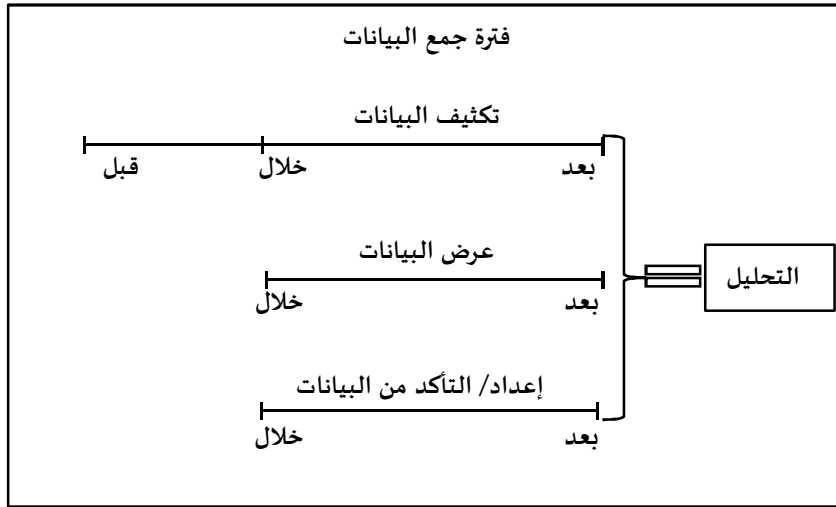 فترة جمع البيانات
تكثيف البيانات
بعد خلال قبل
عرض البيانات
التحليل
بعد خلال
إعداد/ التأكد من البيانات
بعد خلال